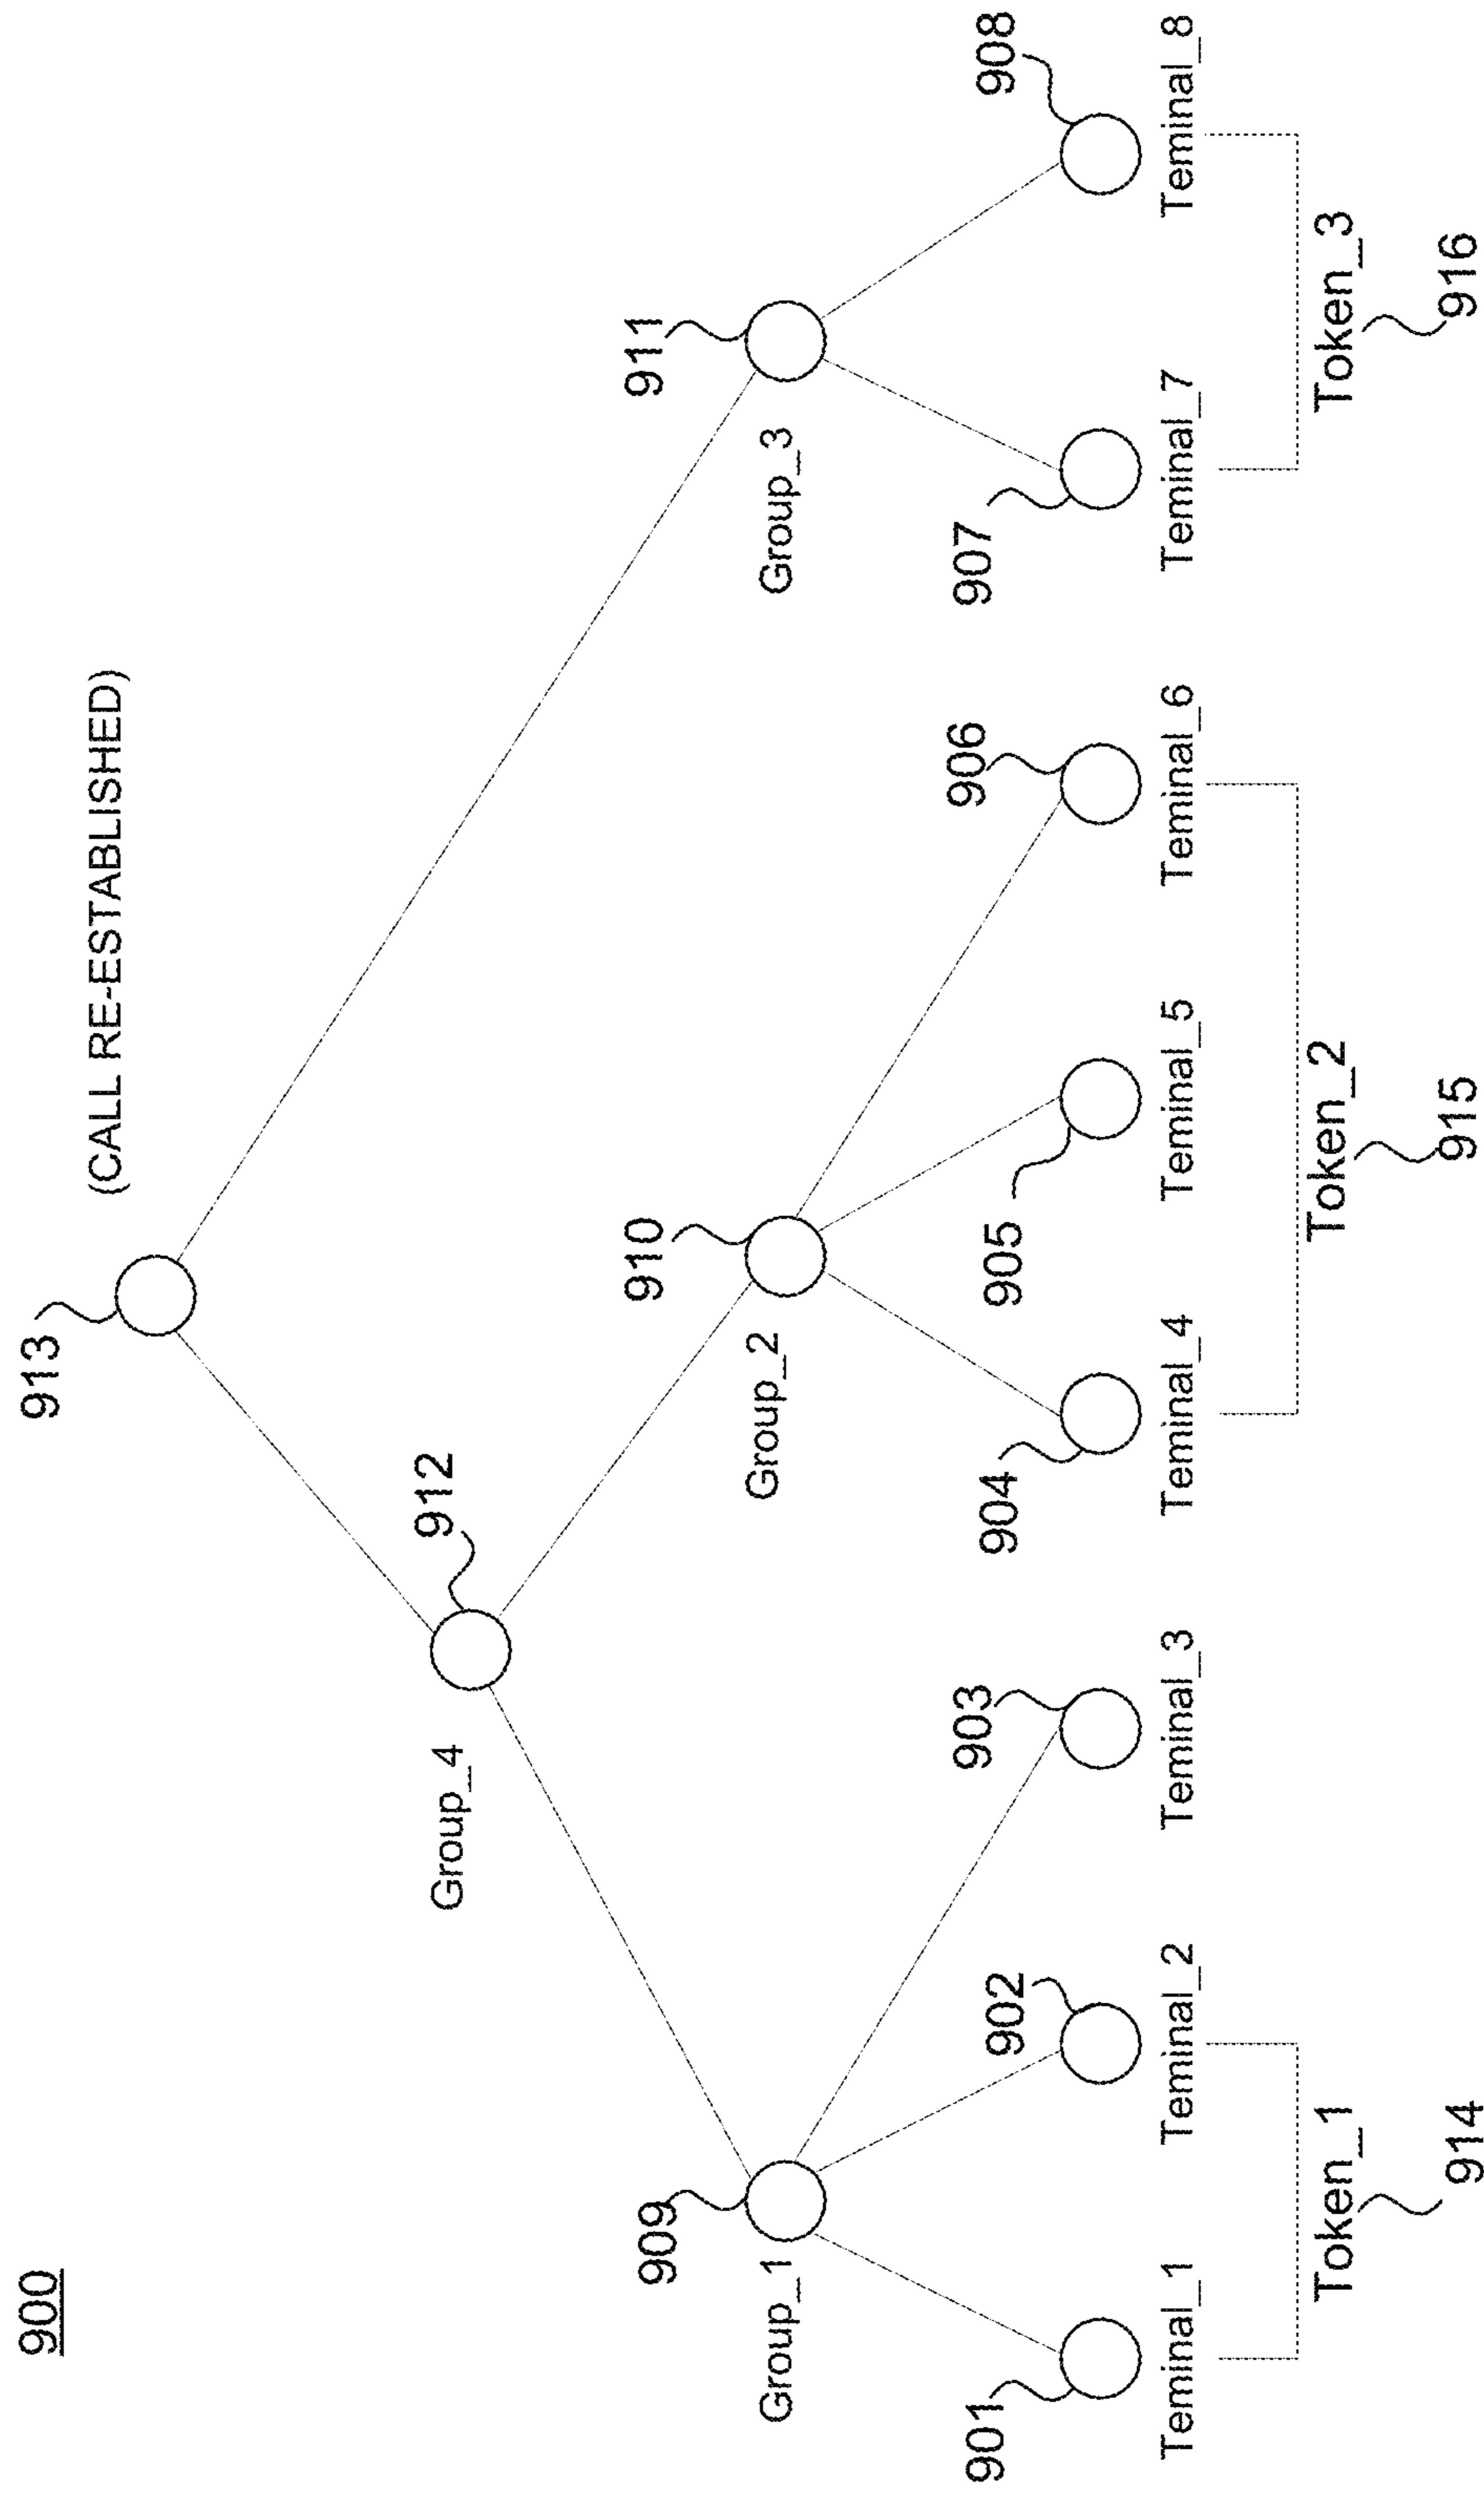 900
913
(CALL RE-ESTABLISHED)
Group_4
912
909
910
911
Group_1
Group_2
Group_3
901
902
903
904
905
906
907
908
Teminal_1
Teminal_2
Teminal_3
Teminal_4
Teminal_5
Teminal_6
Teminal_7
Teminal_8
Token_1
Token_2
Token_3
914
915
916